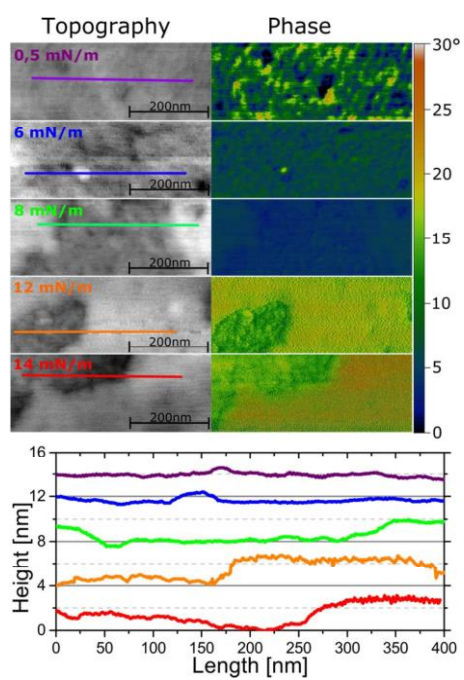 Topography Phase
0,5 mN/m
200nm
6 mN/m
200nm
8 mN/m
200nm
12 mN/m
200nm
14 mN/m
200nm
30°
25
20
15
10
5
0
16
12
8
4
0
Height [nm]
0 50 100 150 200 250 300 350 400
Length [nm]